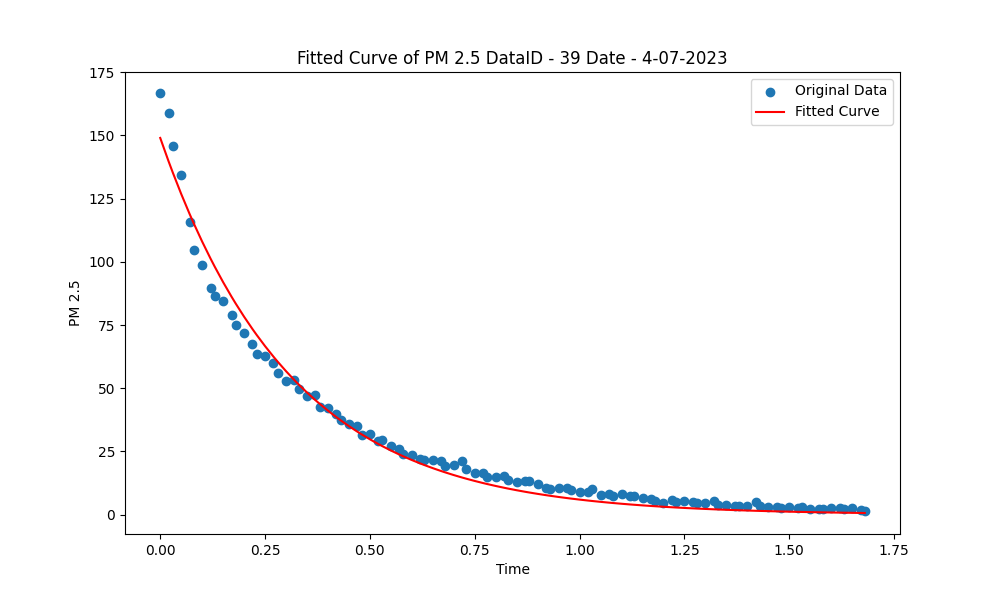 Fitted Curve of PM 2.5 DataID - 39 Date - 4-07-2023
Original Data
Fitted Curve
175
150
125
100
75
50
25
0
PM 2.5
0.00 0.25 0.50 0.75 1.00 1.25 1.50 1.75
Time